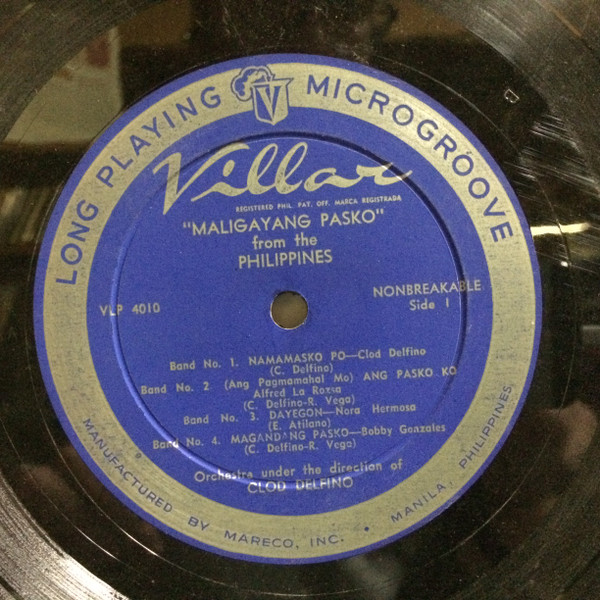 LONG PLAYING V MICROGROOVE
Villar
REGISTERED PHIL. PAT. OFF. MARCA REGISTRADA
"MALIGAYANG PASKO"
from the
PHILIPPINES
NONBREAKABLE
VLP 4010 Side 1
Band No. 1. NAMAMASKO PO—Clod Delfino
(C. Delfino)
Band No. 2 (Ang Pagmamahal Mo) ANG PASKO KO
Alfred La Rozsa
(C. Delfino-R. Vega)
Band No. 3. DAYEGON—Nora Hermosa
(E. Atilano)
Band No. 4. MAGANDANG PASKO—Bobby Gonzales
(C. Delfino-R. Vega)
Orchestra under the direction of
CLOD DELFINO
MANUFACTURED BY MARECO, INC. • MANILA, PHILIPPINES